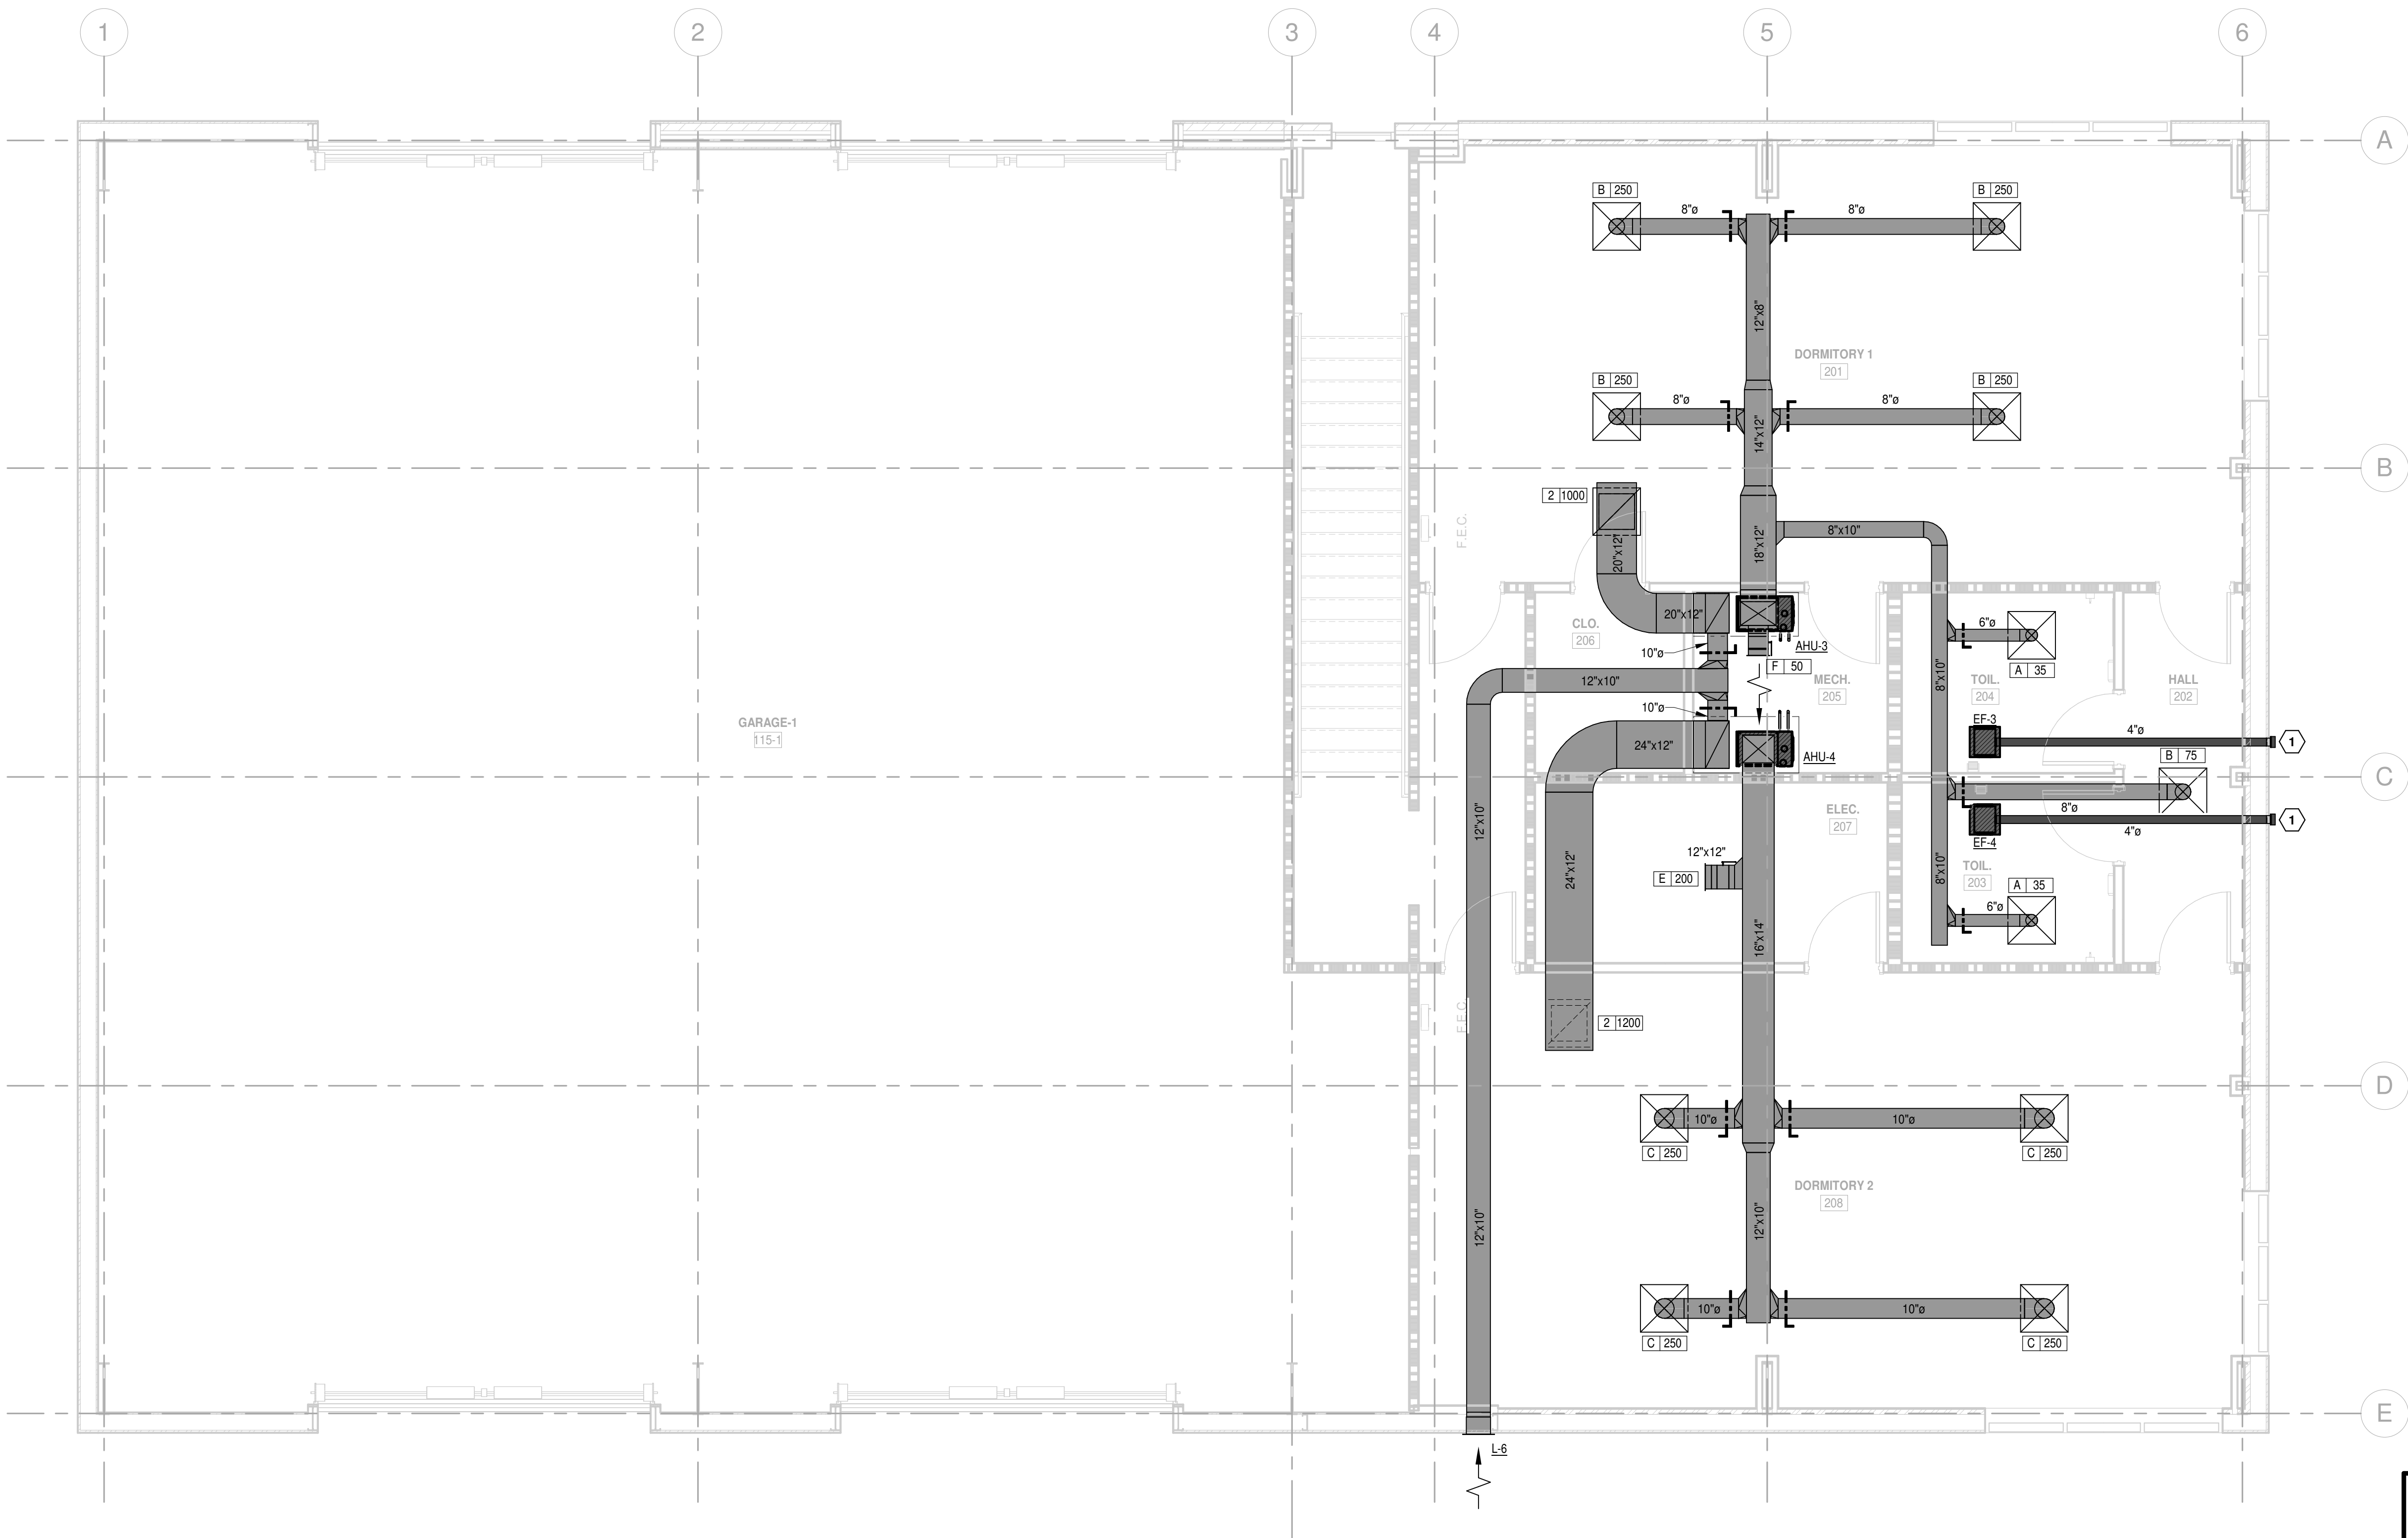 1
2
3
4
5
6
A
B 250
B 250
8"ø
8"ø
12"x8"
DORMITORY 1
201
B 250
B 250
8"ø
8"ø
14"x12"
B
2 1000
F.E.C.
20"x12"
18"x12"
8"x10"
20"x12"
CLO.
206
10"ø
AHU-3
F 50
6"ø
A 35
12"x10"
MECH.
205
8"x10"
TOIL.
204
HALL
202
10"ø
EF-3
4"ø
1
GARAGE-1
115-1
24"x12"
AHU-4
B 75
C
8"ø
1
4"ø
EF-4
12"x10"
ELEC.
207
24"x12"
12"x12"
E 200
8"x10"
TOIL.
203
A 35
6"ø
16"x14"
F.E.C.
2 1200
D
10"ø
10"ø
C 250
C 250
DORMITORY 2
208
12"x10"
12"x10"
10"ø
10"ø
C 250
C 250
E
L-6